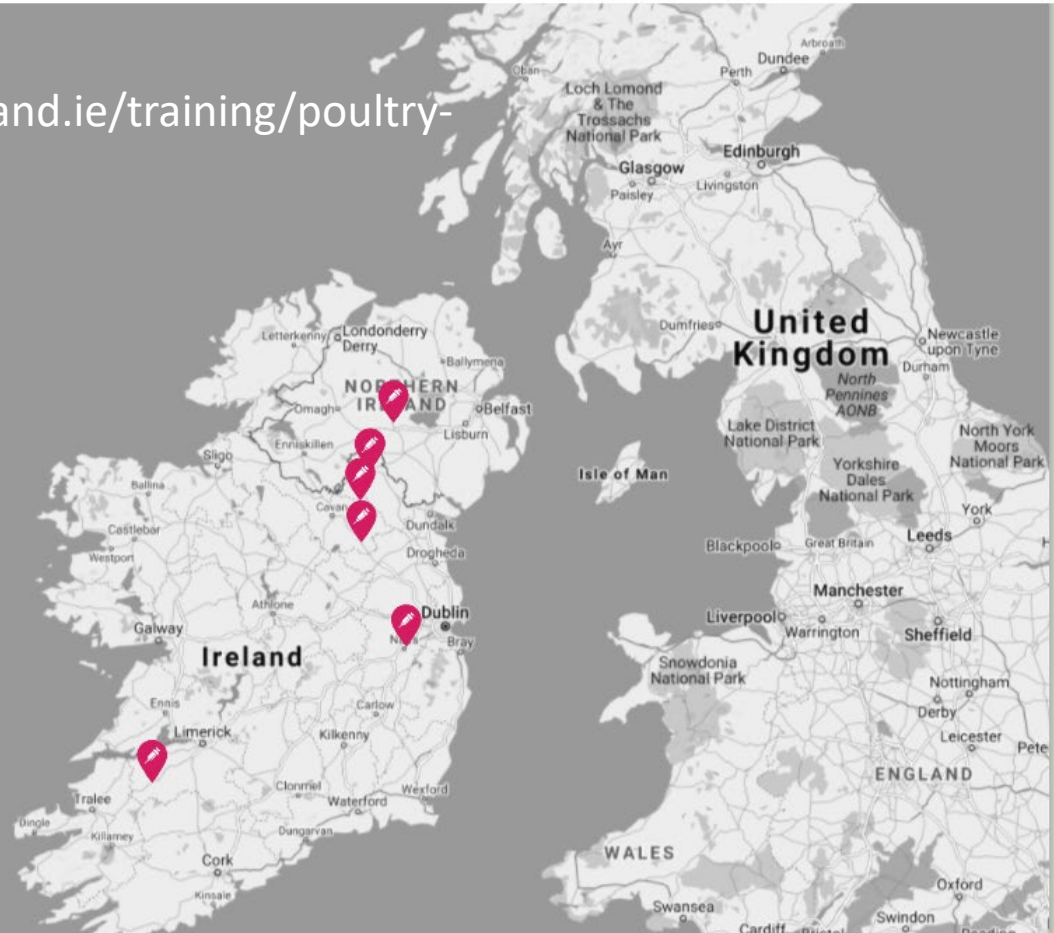 and.ie/training/poultry-
Arbroath
Dundee
Perth
Oban
Loch Lomond
& The
Trossachs
National Park
Edinburgh
Glasgow
Livingston
Paisley
Ayr
Dumfries
United
Kingdom
Newcastle
upon Tyne
Durham
North
Pennines
AONB
Letterkenny
Londonderry
Derry
Ballymena
Omagh
Belfast
Lisburn
Enniskillen
Sligo
Lake District
National Park
North York
Moors
National Park
Isle of Man
Yorkshire
Dales
National Park
Ballina
Cavan
Dundalk
Castlebar
Westport
Drogheda
York
Leeds
Blackpool
Great Britain
Manchester
Athlone
Dublin
Galway
Bray
Liverpool
Warrington
Sheffield
Ireland
Snowdonia
National Park
Nottingham
Derby
Ennis
Carlow
Limerick
Kilkenny
Leicester
Pete
ENGLAND
Tralee
Clonmel
Waterford
Wexford
Dingle
Killarney
Dungarvan
Cork
Kinsale
WALES
Oxford
Swansea
Swindon
Cardiff